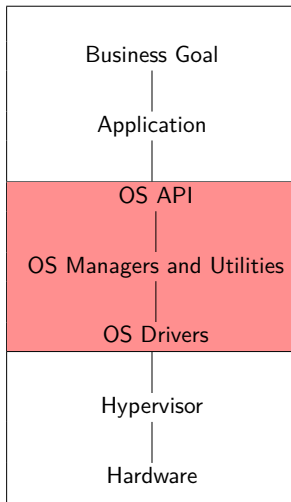 Business Goal
Application
OS API
OS Managers and Utilities
OS Drivers
Hypervisor
Hardware